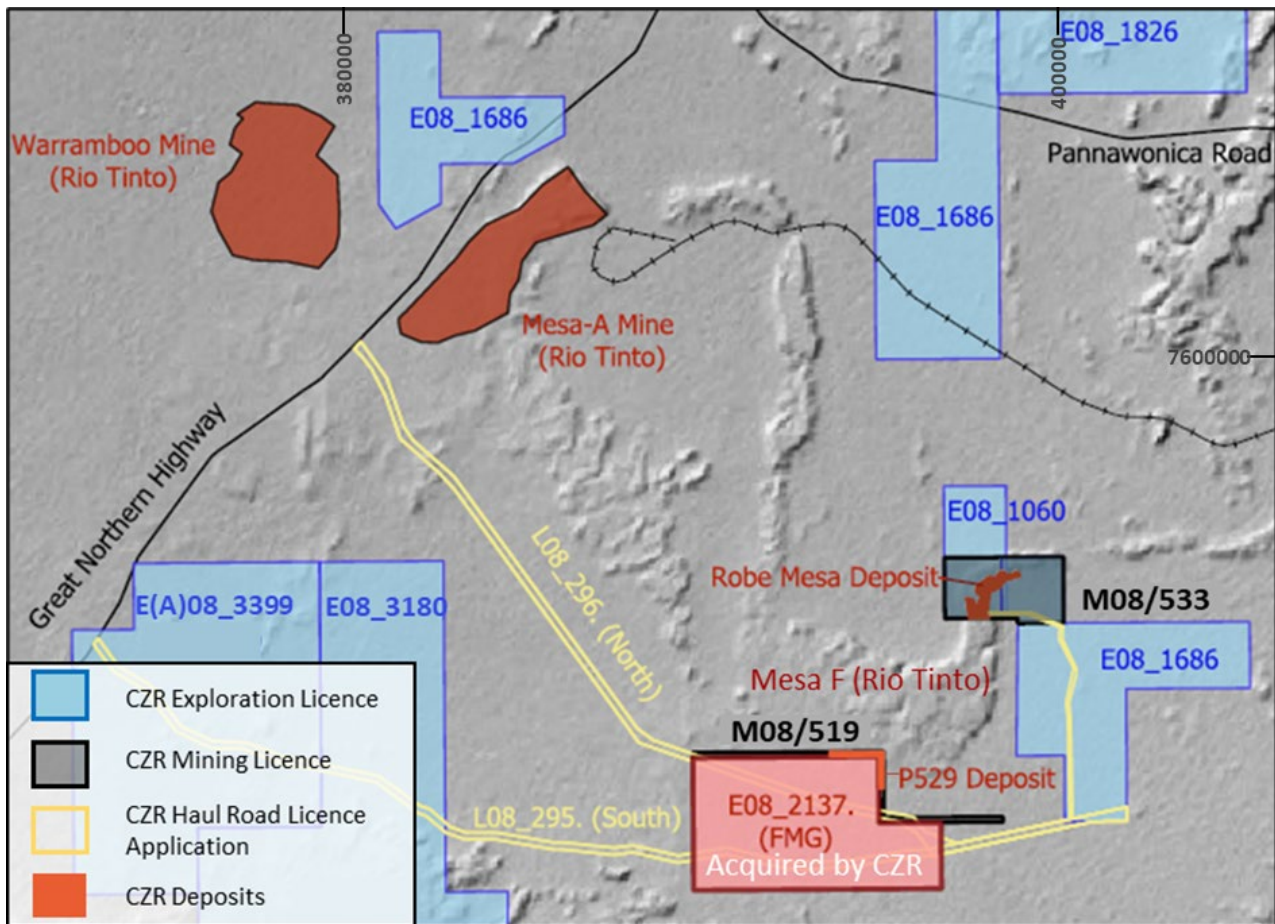 380000
400000
E08_1826
E08_1686
Warramboo Mine
(Rio Tinto)
Pannawonica Road
E08_1686
Mesa-A Mine
(Rio Tinto)
7600000
Great Northern Highway
E08_1060
L08_296. (North)
Robe Mesa Deposit
M08/533
E(A)08_3399
E08_3180
E08_1686
Mesa F (Rio Tinto)
M08/519
P529 Deposit
E08_2137.
(FMG)
Acquired by CZR
L08_295. (South)
CZR Exploration Licence
CZR Mining Licence
CZR Haul Road Licence
Application
CZR Deposits